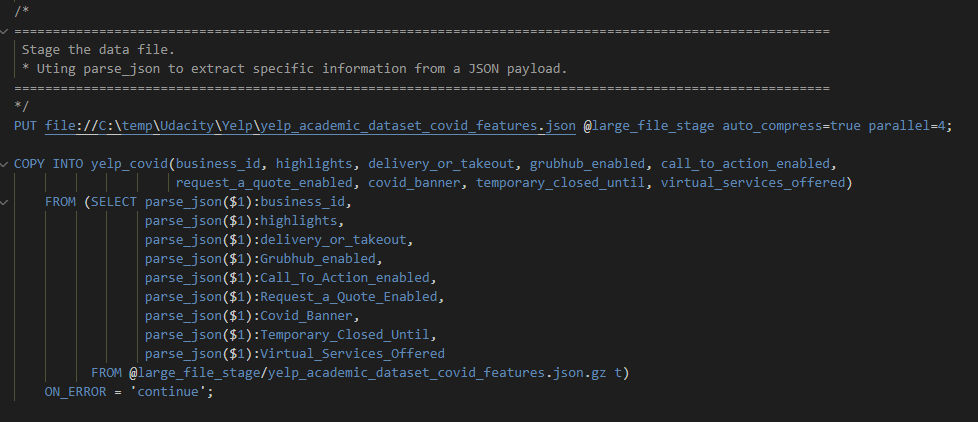 /*
==========================================================================================================
Stage the data file.
* Uting parse_json to extract specific information from a JSON payload.
==========================================================================================================
*/
PUT file://C:\temp\Udacity\Yelp\yelp_academic_dataset_covid_features.json @large_file_stage auto_compress=true parallel=4;
COPY INTO yelp_covid(business_id, highlights, delivery_or_takeout, grubhub_enabled, call_to_action_enabled,
request_a_quote_enabled, covid_banner, temporary_closed_until, virtual_services_offered)
FROM (SELECT parse_json($1):business_id,
parse_json($1):highlights,
parse_json($1):delivery_or_takeout,
parse_json($1):Grubhub_enabled,
parse_json($1):Call_To_Action_enabled,
parse_json($1):Request_a_Quote_Enabled,
parse_json($1):Covid_Banner,
parse_json($1):Temporary_Closed_Until,
parse_json($1):Virtual_Services_Offered
FROM @large_file_stage/yelp_academic_dataset_covid_features.json.gz t)
ON_ERROR = 'continue';